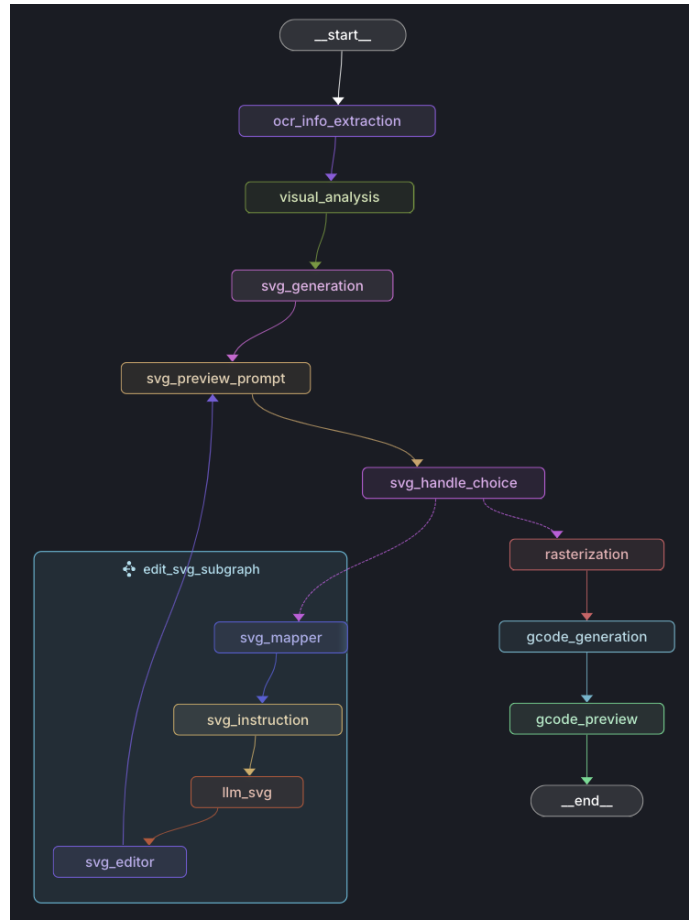 __start__
ocr_info_extraction
visual_analysis
svg_generation
svg_preview_prompt
svg_handle_choice
rasterization
edit_svg_subgraph
svg_mapper
gcode_generation
svg_instruction
gcode_preview
llm_svg
__end__
svg_editor